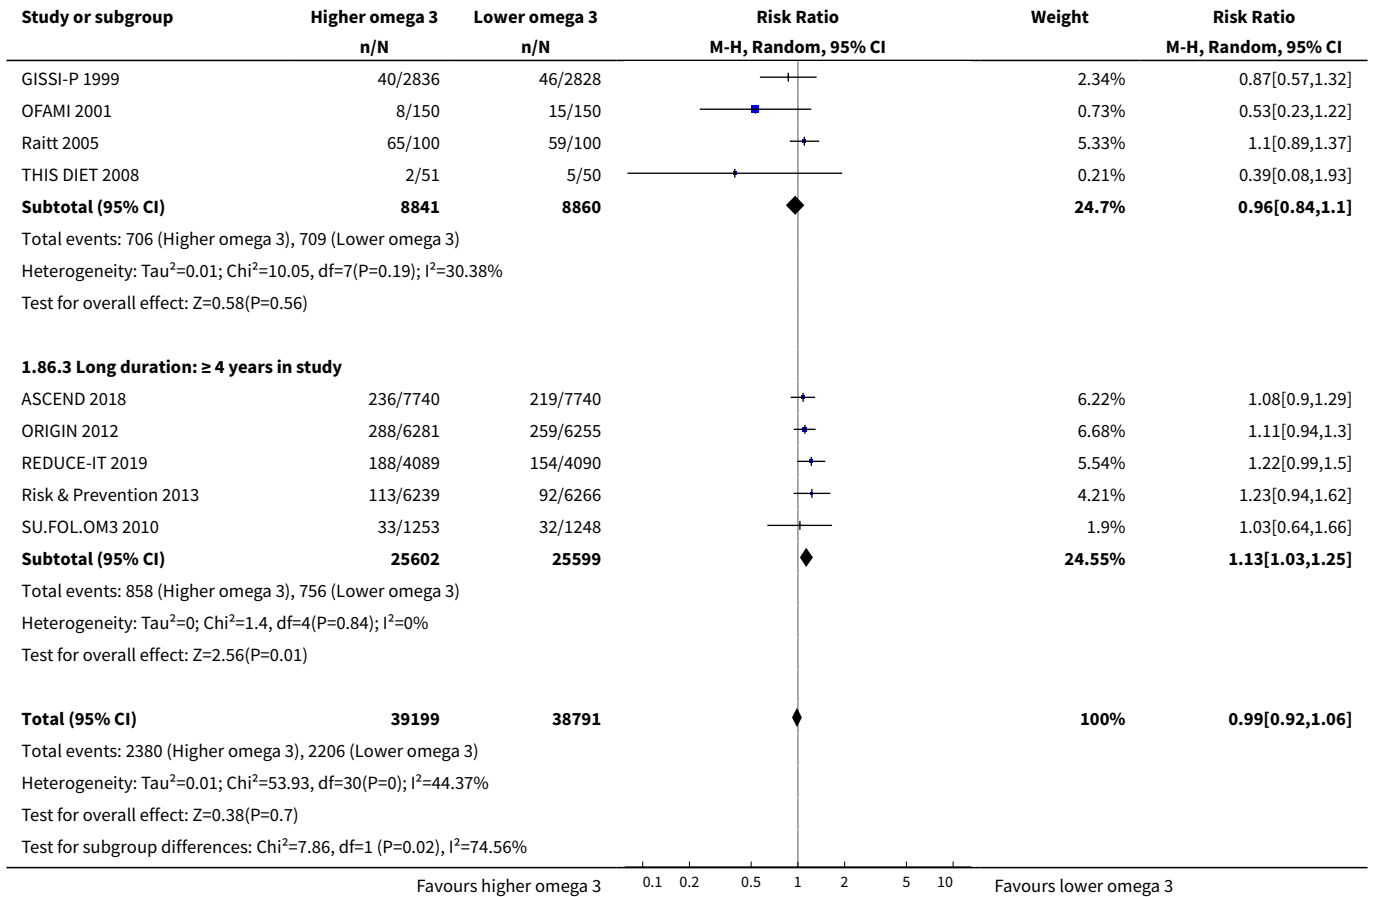 Study or subgroup Higher omega 3 Lower omega 3 Risk Ratio Weight Risk Ratio
n/N n/N M-H, Random, 95% CI M-H, Random, 95% CI
GISSI-P 1999 40/2836 46/2828 2.34% 0.87[0.57,1.32]
OFAMI 2001 8/150 15/150 0.73% 0.53[0.23,1.22]
Raitt 2005 65/100 59/100 5.33% 1.1[0.89,1.37]
THIS DIET 2008 2/51 5/50 0.21% 0.39[0.08,1.93]
Subtotal (95% CI) 8841 8860 24.7% 0.96[0.84,1.1]
Total events: 706 (Higher omega 3), 709 (Lower omega 3)
Heterogeneity: Tau²=0.01; Chi²=10.05, df=7(P=0.19); I²=30.38%
Test for overall effect: Z=0.58(P=0.56)
1.86.3 Long duration: ≥ 4 years in study
ASCEND 2018 236/7740 219/7740 6.22% 1.08[0.9,1.29]
ORIGIN 2012 288/6281 259/6255 6.68% 1.11[0.94,1.3]
REDUCE-IT 2019 188/4089 154/4090 5.54% 1.22[0.99,1.5]
Risk & Prevention 2013 113/6239 92/6266 4.21% 1.23[0.94,1.62]
SU.FOL.OM3 2010 33/1253 32/1248 1.9% 1.03[0.64,1.66]
Subtotal (95% CI) 25602 25599 24.55% 1.13[1.03,1.25]
Total events: 858 (Higher omega 3), 756 (Lower omega 3)
Heterogeneity: Tau²=0; Chi²=1.4, df=4(P=0.84); I²=0%
Test for overall effect: Z=2.56(P=0.01)
Total (95% CI) 39199 38791 100% 0.99[0.92,1.06]
Total events: 2380 (Higher omega 3), 2206 (Lower omega 3)
Heterogeneity: Tau²=0.01; Chi²=53.93, df=30(P=0); I²=44.37%
Test for overall effect: Z=0.38(P=0.7)
Test for subgroup differences: Chi²=7.86, df=1 (P=0.02), I²=74.56%
Favours higher omega 3 0.1 0.2 0.5 1 2 5 10 Favours lower omega 3